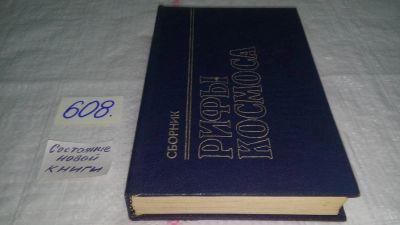 608.
Состояние
новой
книги
СБОРНИК
РИФЫ
КОСМОСА